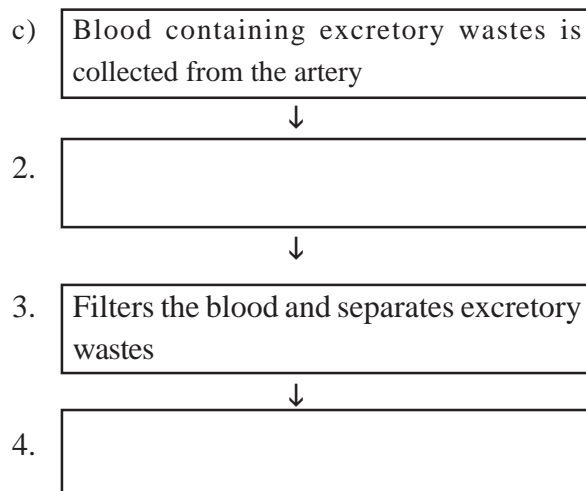 c) Blood containing excretory wastes is
collected from the artery
↓
2.
↓
3. Filters the blood and separates excretory
wastes
↓
4.